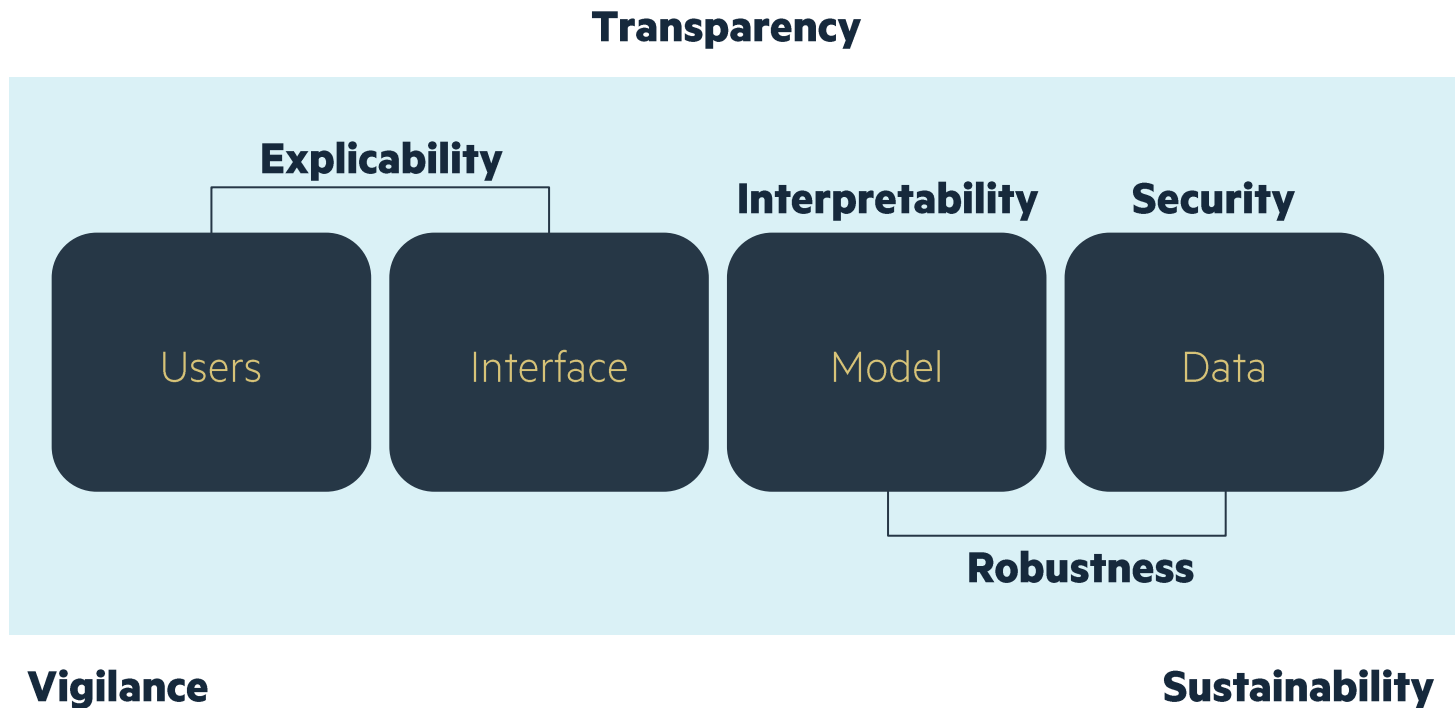 Transparency
Explicability
Interpretability
Security
Users
Interface
Model
Data
Robustness
Vigilance
Sustainability